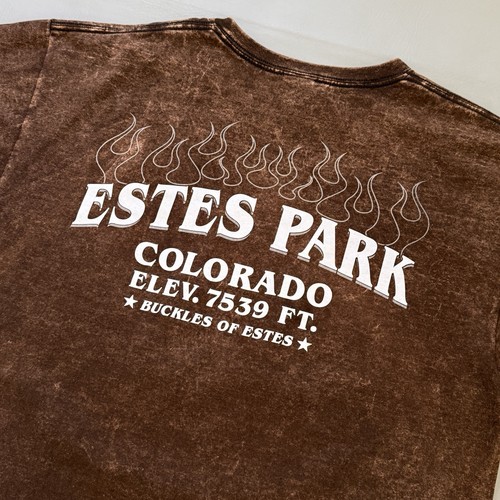 ESTES PARK
COLORADO
ELEV. 7539 FT.
★ BUCKLES OF ESTES ★